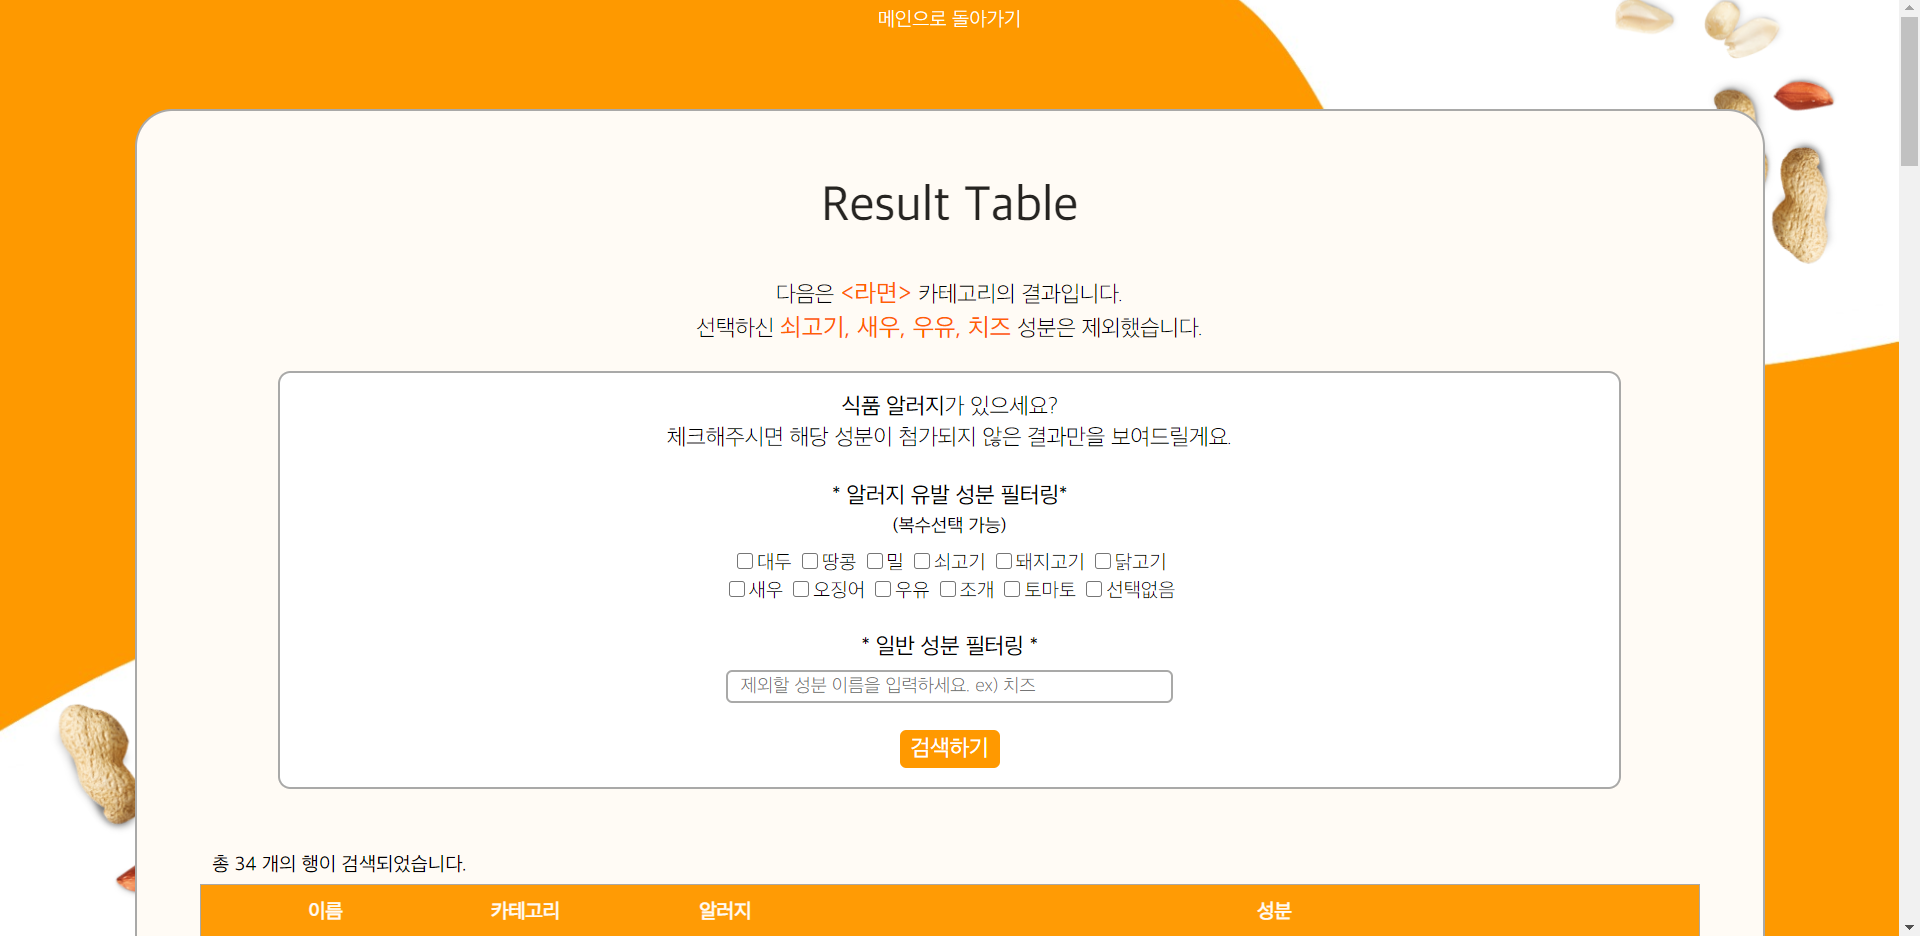 메인으로 돌아가기
Result Table
다음은 <라면> 카테고리의 결과입니다.
선택하신 쇠고기, 새우, 우유, 치즈 성분은 제외했습니다.
식품 알러지가 있으세요?
체크해주시면 해당 성분이 첨가되지 않은 결과만을 보여드릴게요.
* 알러지 유발 성분 필터링*
(복수선택 가능)
대두 땅콩 밀 쇠고기 돼지고기 닭고기
새우 오징어 우유 조개 토마토 선택없음
* 일반 성분 필터링 *
제외할 성분 이름을 입력하세요. ex) 치즈
검색하기
총 34 개의 행이 검색되었습니다.
이름 카테고리 알러지 성분